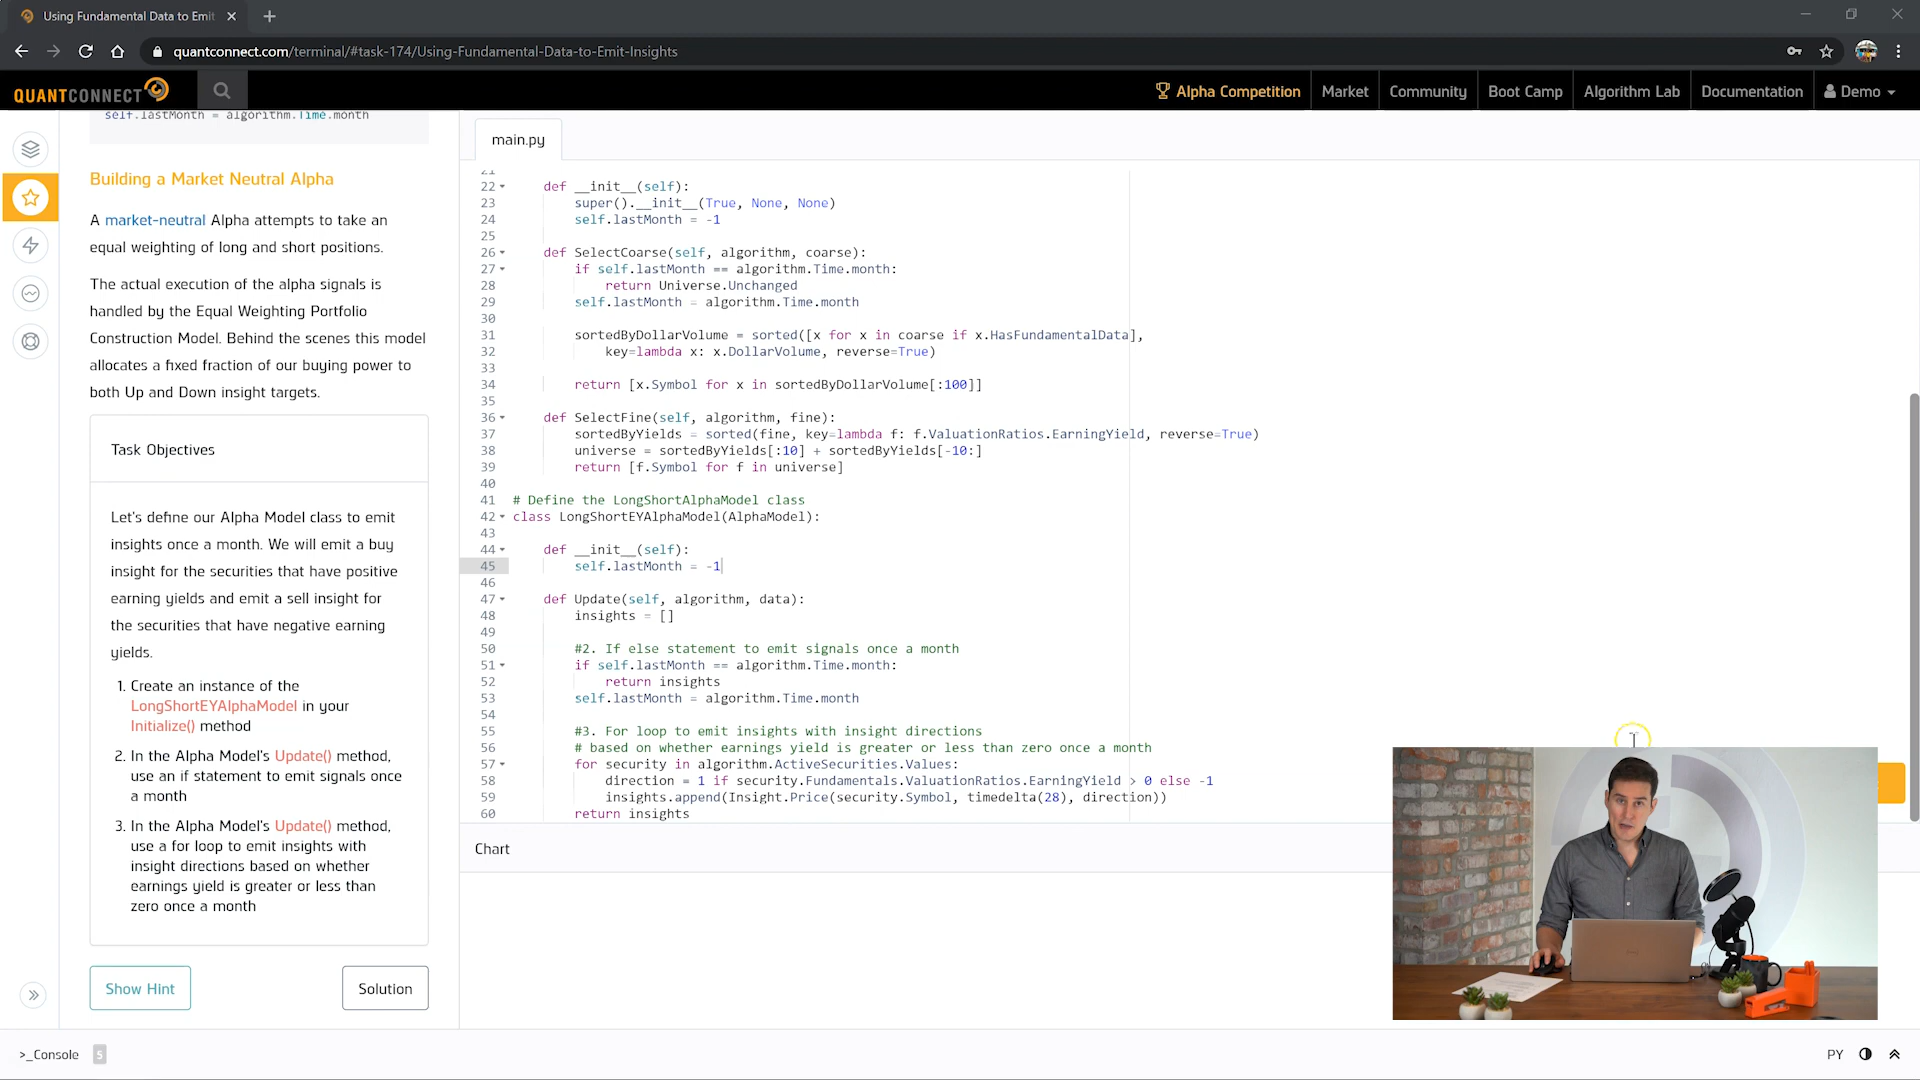 Using Fundamental Data to Emit
quantconnect.com/terminal/#task-174/Using-Fundamental-Data-to-Emit-Insights
QUANTCONNECT
Alpha Competition
Market
Community
Boot Camp
Algorithm Lab
Documentation
Demo
self.lastMonth = algorithm.Time.month
Building a Market Neutral Alpha
A market-neutral Alpha attempts to take an
equal weighting of long and short positions.
The actual execution of the alpha signals is
handled by the Equal Weighting Portfolio
Construction Model. Behind the scenes this model
allocates a fixed fraction of our buying power to
both Up and Down insight targets.
Task Objectives
Let's define our Alpha Model class to emit
insights once a month. We will emit a buy
insight for the securities that have positive
earning yields and emit a sell insight for
the securities that have negative earning
yields.
1. Create an instance of the
LongShortEYAlphaModel in your
Initialize() method
2. In the Alpha Model's Update() method,
use an if statement to emit signals once
a month
3. In the Alpha Model's Update() method,
use a for loop to emit insights with
insight directions based on whether
earnings yield is greater or less than
zero once a month
Show Hint
Solution
main.py
21
22 def __init__(self):
23 super().__init__(True, None, None)
24 self.lastMonth = -1
25
26 def SelectCoarse(self, algorithm, coarse):
27 if self.lastMonth == algorithm.Time.month:
28 return Universe.Unchanged
29 self.lastMonth = algorithm.Time.month
30
31 sortedByDollarVolume = sorted([x for x in coarse if x.HasFundamentalData],
32 key=lambda x: x.DollarVolume, reverse=True)
33
34 return [x.Symbol for x in sortedByDollarVolume[:100]]
35
36 def SelectFine(self, algorithm, fine):
37 sortedByYields = sorted(fine, key=lambda f: f.ValuationRatios.EarningYield, reverse=True)
38 universe = sortedByYields[:10] + sortedByYields[-10:]
39 return [f.Symbol for f in universe]
40
41 # Define the LongShortAlphaModel class
42 class LongShortEYAlphaModel(AlphaModel):
43
44 def __init__(self):
45 self.lastMonth = -1
46
47 def Update(self, algorithm, data):
48 insights = []
49
50 #2. If else statement to emit signals once a month
51 if self.lastMonth == algorithm.Time.month:
52 return insights
53 self.lastMonth = algorithm.Time.month
54
55 #3. For loop to emit insights with insight directions
56 # based on whether earnings yield is greater or less than zero once a month
57 for security in algorithm.ActiveSecurities.Values:
58 direction = 1 if security.Fundamentals.ValuationRatios.EarningYield > 0 else -1
59 insights.append(Insight.Price(security.Symbol, timedelta(28), direction))
60 return insights
Chart
>_Console
5
PY